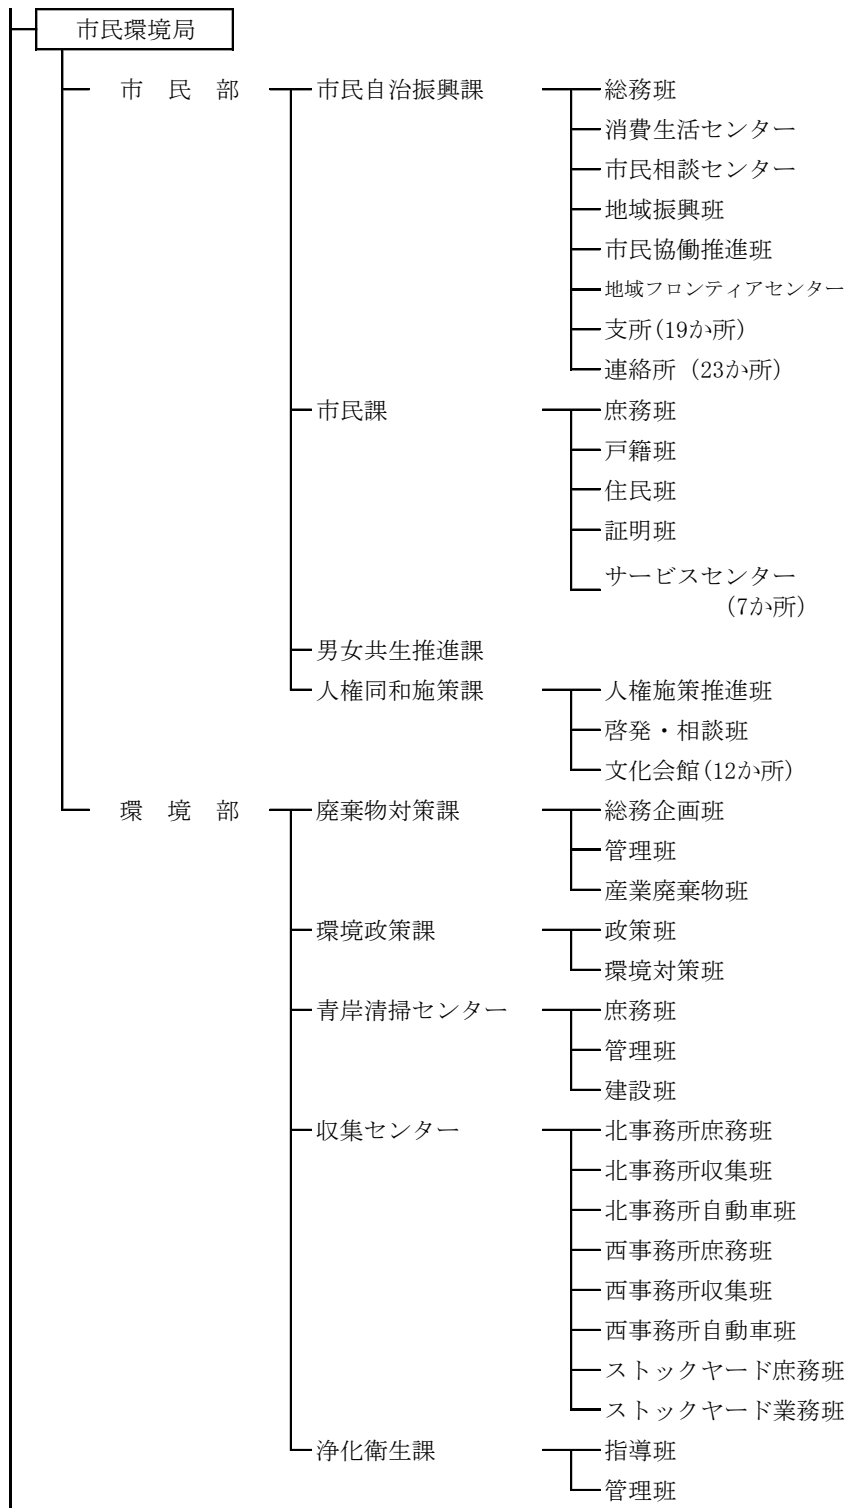 市民環境局
市　民　部　市民自治振興課　総務班
消費生活センター
市民相談センター
地域振興班
市民協働推進班
地域フロンティアセンター
支所(19か所)
連絡所 (23か所)
市民課　庶務班
戸籍班
住民班
証明班
サービスセンター
(7か所)
男女共生推進課
人権同和施策課　人権施策推進班
啓発・相談班
文化会館(12か所)
環　境　部　廃棄物対策課　総務企画班
管理班
産業廃棄物班
環境政策課　政策班
環境対策班
青岸清掃センター　庶務班
管理班
建設班
収集センター　北事務所庶務班
北事務所収集班
北事務所自動車班
西事務所庶務班
西事務所収集班
西事務所自動車班
ストックヤード庶務班
ストックヤード業務班
浄化衛生課　指導班
管理班